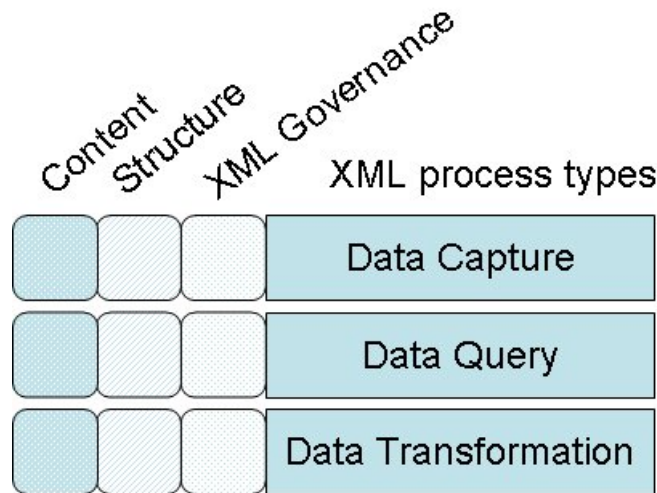 Content
Structure
XML Governance
XML process types
Data Capture
Data Query
Data Transformation